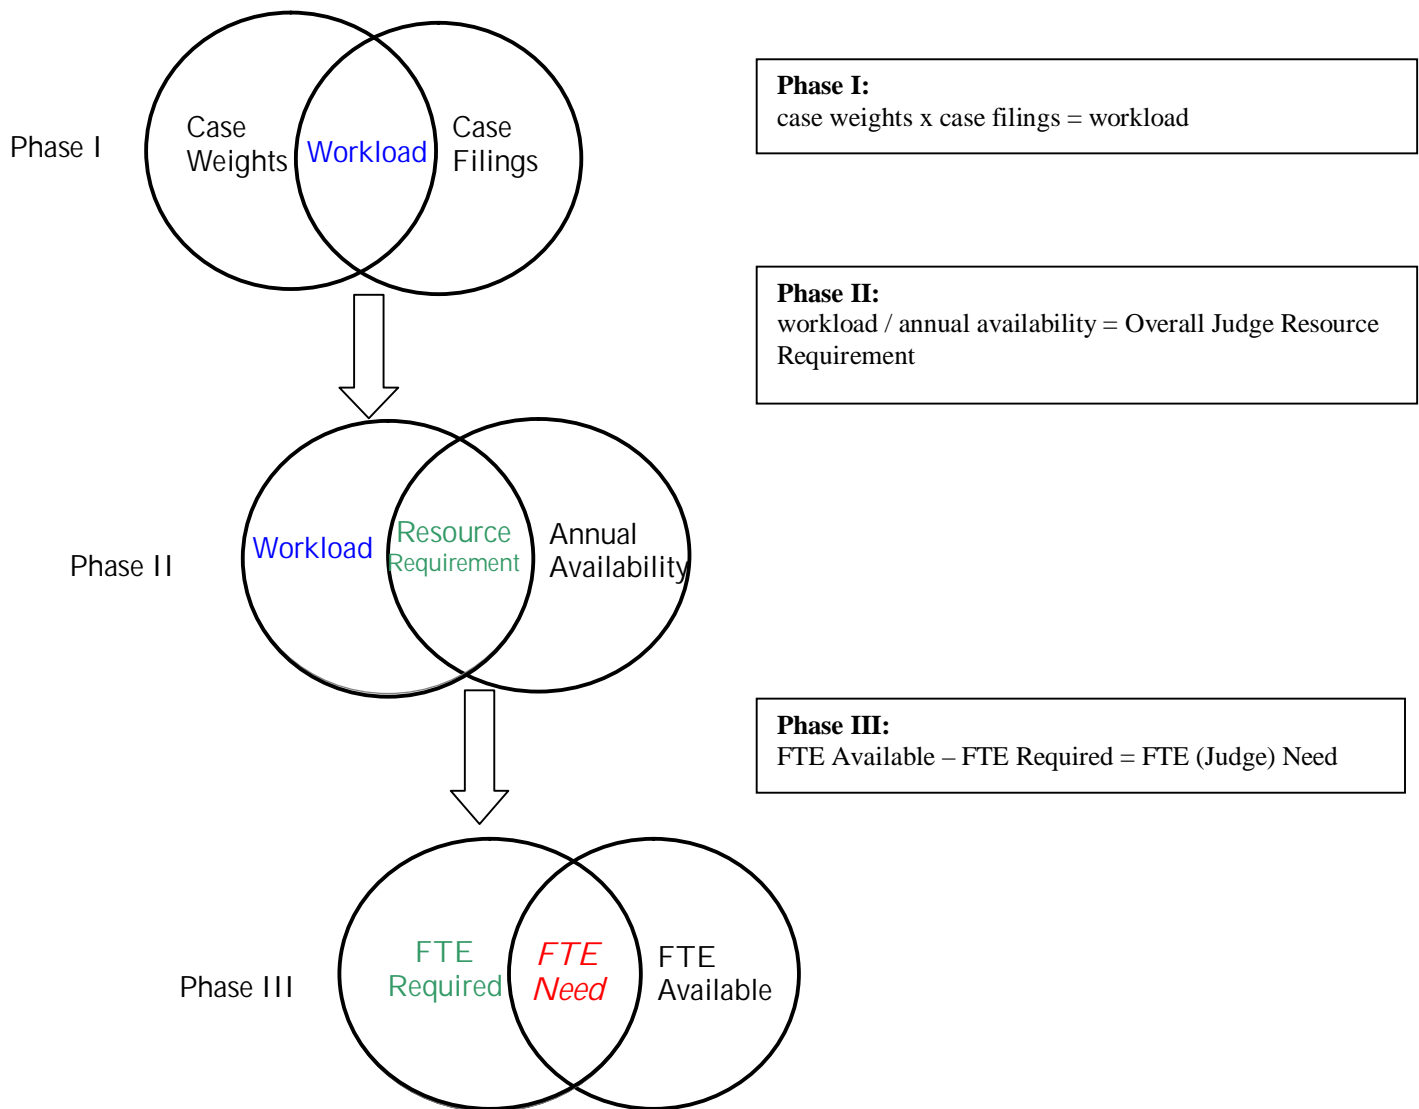 Phase I
Case
Weights
Workload
Case
Filings
Phase I:
case weights x case filings = workload
Phase II:
workload / annual availability = Overall Judge Resource
Requirement
Phase II
Workload
Resource
Requirement
Annual
Availability
Phase III:
FTE Available – FTE Required = FTE (Judge) Need
Phase III
FTE
Required
FTE
Need
FTE
Available